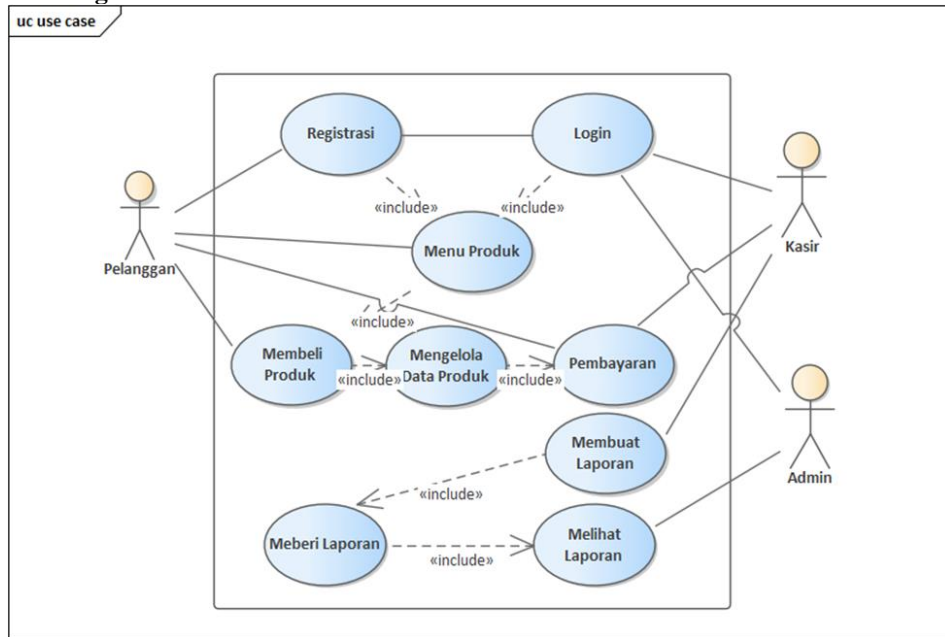 uc use case
Registrasi
Login
«include»
«include»
Menu Produk
Pelanggan
Kasir
«include»
Membeli
Produk
«include»
Mengelola
Data Produk
«include»
Pembayaran
Membuat
Laporan
Admin
«include»
Meberi Laporan
«include»
Melihat
Laporan